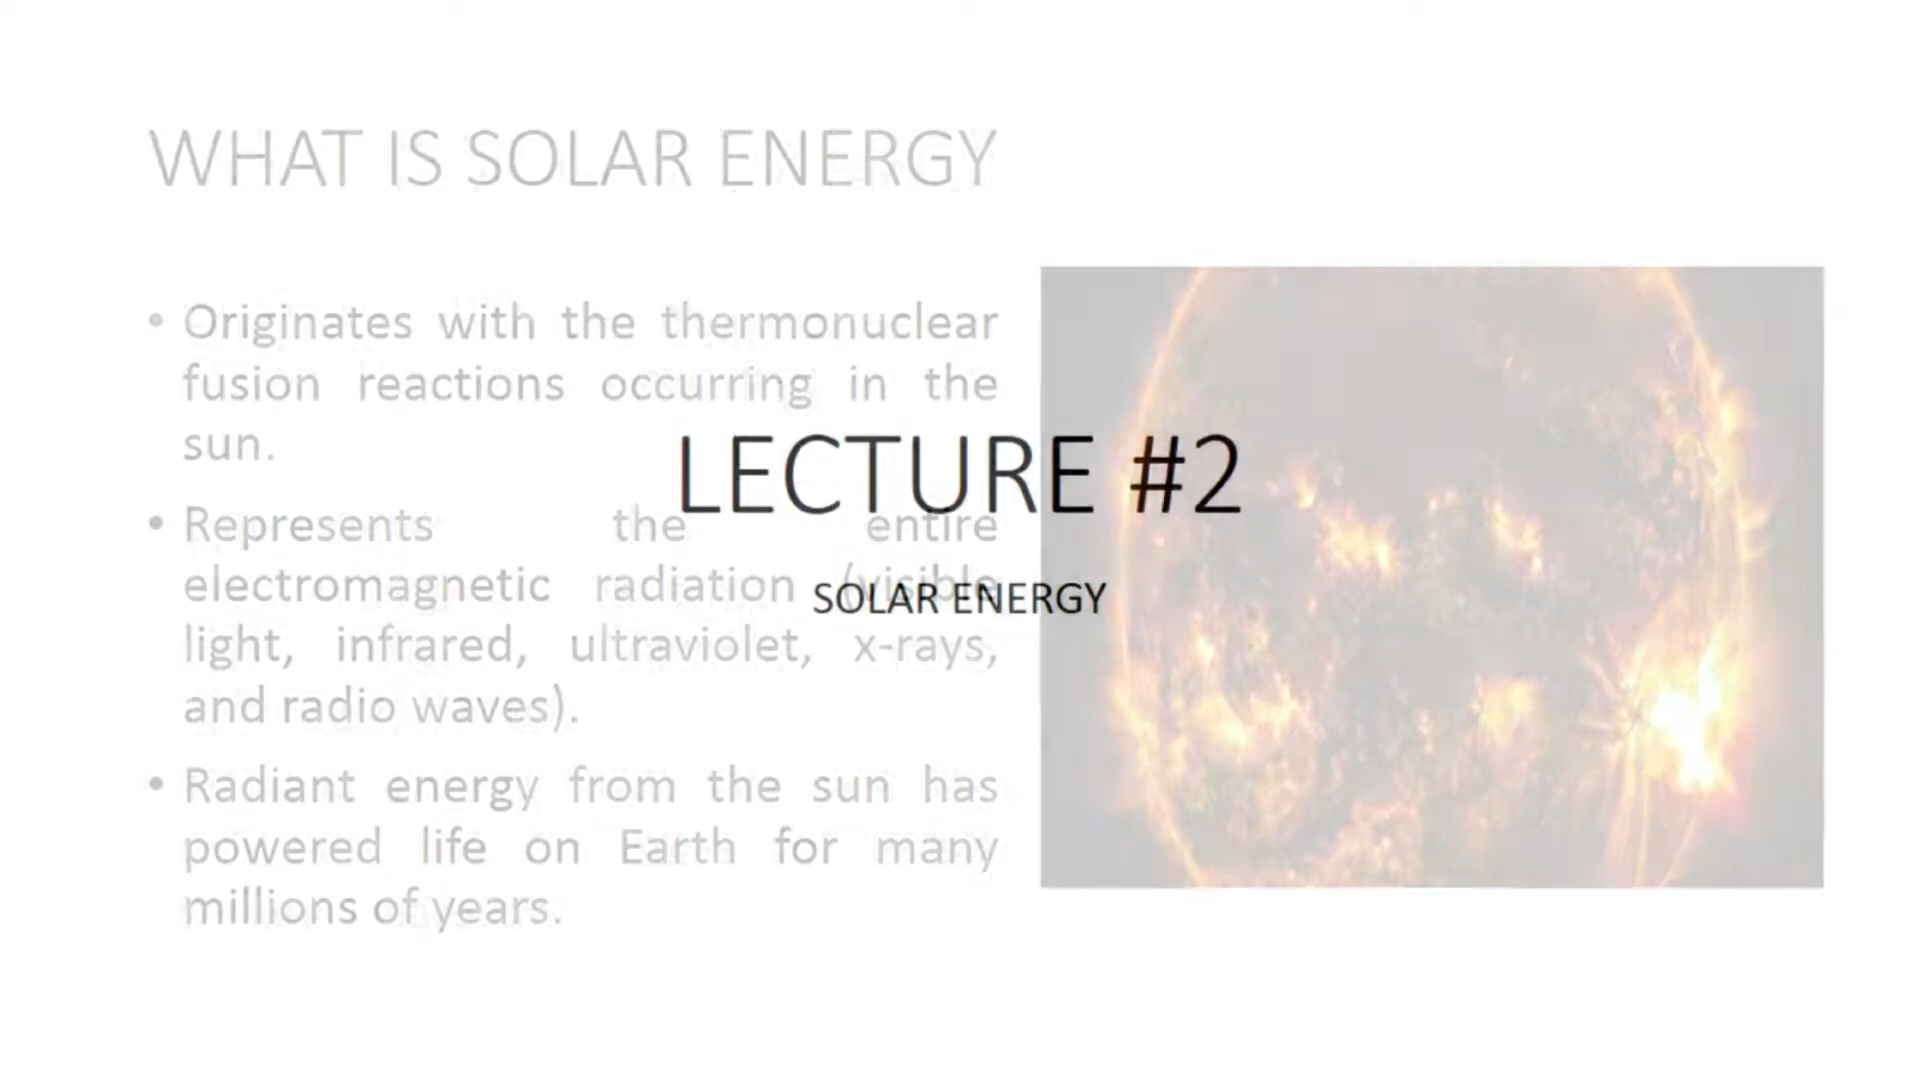 WHAT IS SOLAR ENERGY
• Originates with the thermonuclear
fusion reactions occurring in the
sun.
LECTURE #2
• Represents the entire
electromagnetic radiation (visible
SOLAR ENERGY
light, infrared, ultraviolet, x-rays,
and radio waves).
• Radiant energy from the sun has
powered life on Earth for many
millions of years.